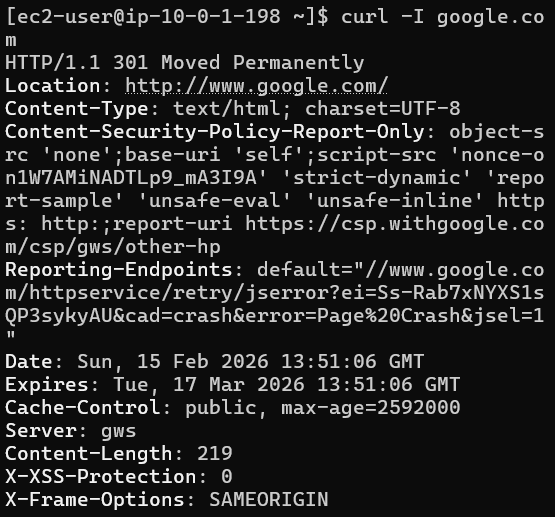 [ec2-user@ip-10-0-1-198 ~]$ curl -I google.co
m
HTTP/1.1 301 Moved Permanently
Location: http://www.google.com/
Content-Type: text/html; charset=UTF-8
Content-Security-Policy-Report-Only: object-s
rc 'none';base-uri 'self';script-src 'nonce-o
n1W7AMiNADTLp9_mA3I9A' 'strict-dynamic' 'repo
rt-sample' 'unsafe-eval' 'unsafe-inline' http
s: http:;report-uri https://csp.withgoogle.co
m/csp/gws/other-hp
Reporting-Endpoints: default="//www.google.co
m/httpservice/retry/jserror?ei=Ss-Rab7xNYXS1s
QP3sykyAU&cad=crash&error=Page%20Crash&jsel=1
"
Date: Sun, 15 Feb 2026 13:51:06 GMT
Expires: Tue, 17 Mar 2026 13:51:06 GMT
Cache-Control: public, max-age=2592000
Server: gws
Content-Length: 219
X-XSS-Protection: 0
X-Frame-Options: SAMEORIGIN